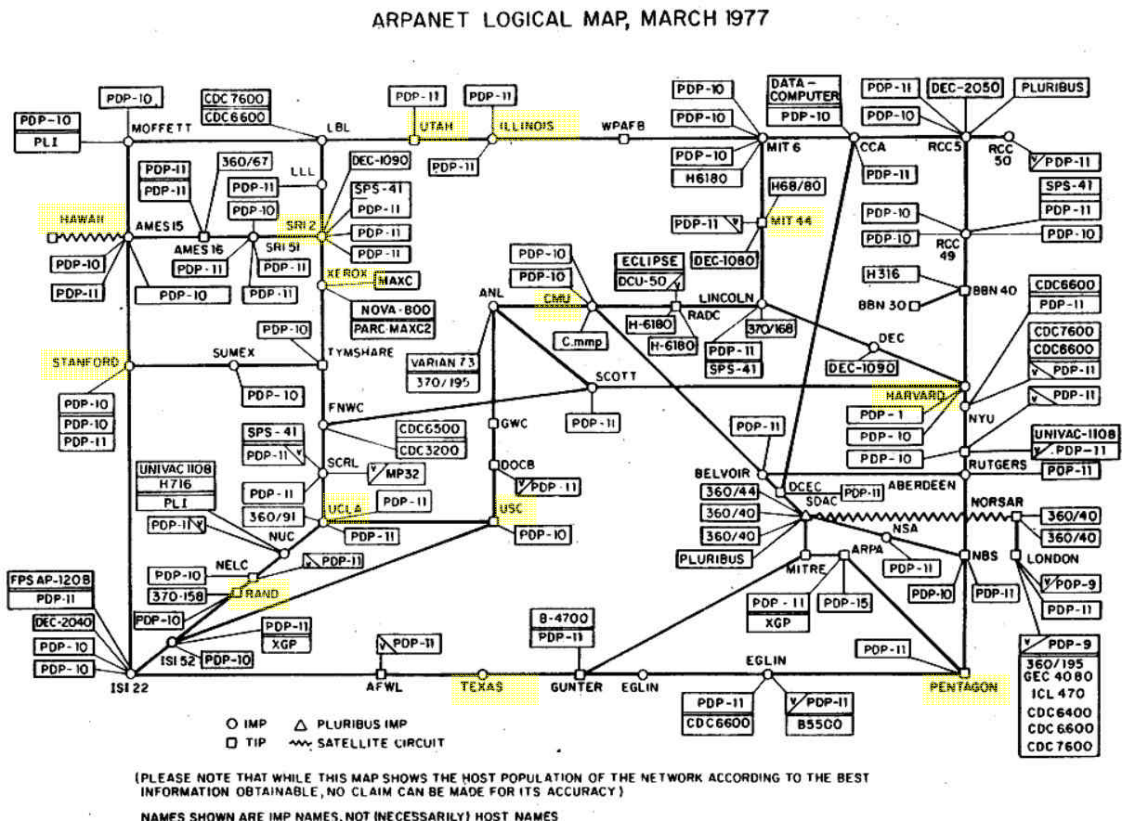 ARPANET LOGICAL MAP, MARCH 1977
PDP-10
PDP-10
PLI
MOFFETT
CDC7600
CDC6600
LBL
PDP-11
UTAH
PDP-11
ILLINOIS
PDP-11
WPAFB
PDP-10
PDP-10
MIT 6
PDP-10
H6180
DATA-
COMPUTER
PDP-10
CCA
PDP-11
PDP-11
PDP-10
DEC-2050
PLURIBUS
RCC5
RCC
50
PDP-11
PDP-11
PDP-11
360/67
LLL
PDP-11
PDP-10
DEC-1090
SPS-41
PDP-11
PDP-11
PDP-11
HAWAII
AMES15
AMES16
SRI 51
SRI 2
PDP-10
PDP-11
PDP-10
PDP-11
PDP-11
XEROX
MAXC
NOVA-800
PARC-MAXC2
H68/80
PDP-11
MIT 44
DEC-1080
PDP-10
PDP-10
RCC
49
SPS-41
PDP-11
PDP-10
H316
BBN 40
BBN 30
PDP-10
PDP-10
ECLIPSE
DCU-50
LINCOLN
ANL
CMU
C.mmp
RADC
H-6180
H-6180
370/168
PDP-11
SPS-41
DEC
DEC-1090
CDC6600
PDP-11
CDC7600
CDC6600
PDP-11
PDP-11
STANFORD
SUMEX
TYMSHARE
PDP-10
PDP-10
PDP-10
PDP-10
PDP-11
VARIAN 73
370/195
SCOTT
PDP-11
HARVARD
PDP-1
PDP-10
NYU
FNWC
CDC6500
CDC3200
GWC
PDP-11
PDP-10
UNIVAC-1108
PDP-11
PDP-11
RUTGERS
SPS-41
PDP-11
SCRL
MP32
DOCB
PDP-11
BELVOIR
DCEC
PDP-11
ABERDEEN
UNIVAC 1108
H716
PLI
PDP-11
PDP-11
360/91
UCLA
PDP-11
PDP-11
USC
PDP-10
360/44
360/40
360/40
PLURIBUS
SDAC
NORSAR
360/40
360/40
NUC
NELC
PDP-11
NSA
PDP-11
MITRE
ARPA
NBS
LONDON
PDP-10
PDP-11
PDP-9
PDP-11
FPS AP-120B
PDP-11
DEC-2040
PDP-10
PDP-10
PDP-10
370-158
PDP-10
RAND
PDP-11
XGP
ISI 52
PDP-10
PDP-11
B-4700
PDP-11
PDP-11
XGP
PDP-15
PDP-11
PDP-9
360/195
GEC 4080
ICL 470
CDC6400
CDC6600
CDC7600
ISI 22
AFWL
TEXAS
GUNTER
EGLIN
EGLIN
PENTAGON
PDP-11
CDC6600
PDP-11
B5500
IMP
PLURIBUS IMP
TIP
SATELLITE CIRCUIT
(PLEASE NOTE THAT WHILE THIS MAP SHOWS THE HOST POPULATION OF THE NETWORK ACCORDING TO THE BEST
INFORMATION OBTAINABLE, NO CLAIM CAN BE MADE FOR ITS ACCURACY)
NAMES SHOWN ARE IMP NAMES, NOT (NECESSARILY) HOST NAMES